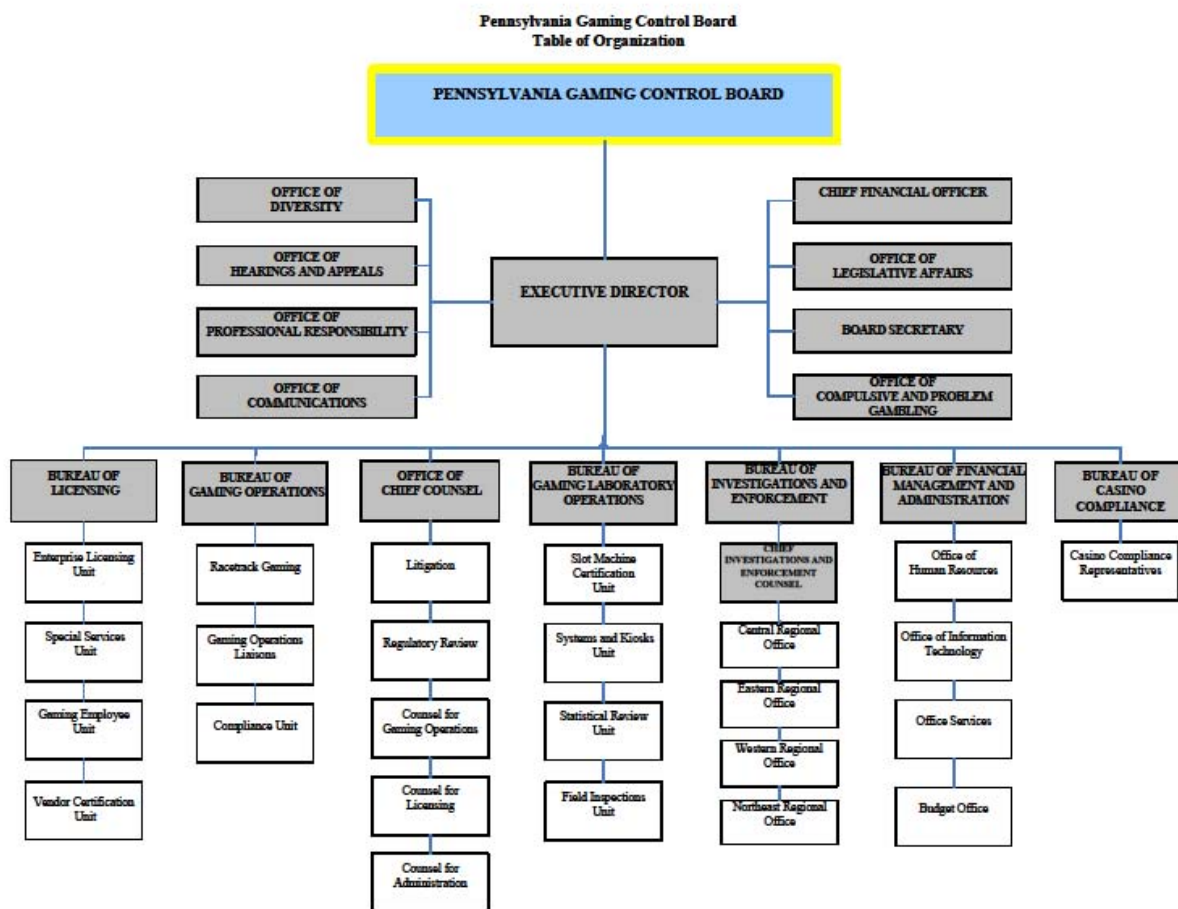 Pennsylvania Gaming Control Board
Table of Organization
PENNSYLVANIA GAMING CONTROL BOARD
OFFICE OF
DIVERSITY
OFFICE OF
HEARINGS AND APPEALS
OFFICE OF
PROFESSIONAL RESPONSIBILITY
OFFICE OF
COMMUNICATIONS
EXECUTIVE DIRECTOR
CHIEF FINANCIAL OFFICER
OFFICE OF
LEGISLATIVE AFFAIRS
BOARD SECRETARY
OFFICE OF
COMPULSIVE AND PROBLEM
GAMBLING
BUREAU OF
LICENSING
Enterprise Licensing
Unit
Special Services
Unit
Gaming Employee
Unit
Vendor Certification
Unit
BUREAU OF
GAMING OPERATIONS
Racetrack Gaming
Gaming Operations
Liaisons
Compliance Unit
OFFICE OF
CHIEF COUNSEL
Litigation
Regulatory Review
Counsel for
Gaming Operations
Counsel for
Licensing
Counsel for
Administration
BUREAU OF
GAMING LABORATORY
OPERATIONS
Slot Machine
Certification
Unit
Systems and Kiosks
Unit
Statistical Review
Unit
Field Inspections
Unit
BUREAU OF
INVESTIGATIONS AND
ENFORCEMENT
CHIEF
INVESTIGATIONS AND
ENFORCEMENT
COUNSEL
Central Regional
Office
Eastern Regional
Office
Western Regional
Office
Northeast Regional
Office
BUREAU OF FINANCIAL
MANAGEMENT AND
ADMINISTRATION
Office of
Human Resources
Office of Information
Technology
Office Services
Budget Office
BUREAU OF
CASINO
COMPLIANCE
Casino Compliance
Representatives